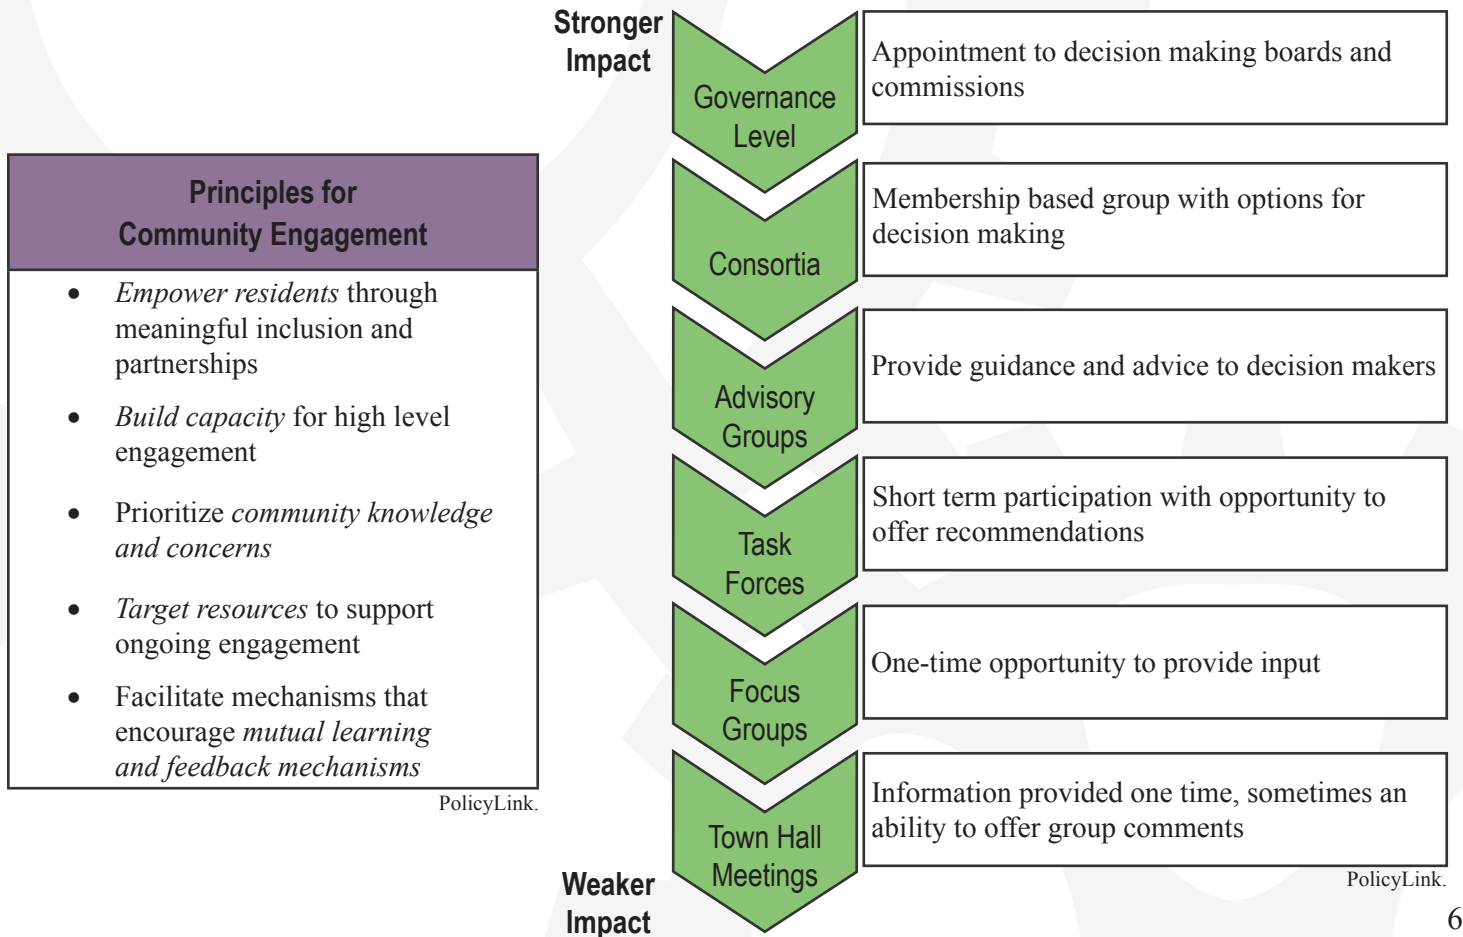 Principles for
Community Engagement
• Empower residents through
meaningful inclusion and
partnerships
• Build capacity for high level
engagement
• Prioritize community knowledge
and concerns
• Target resources to support
ongoing engagement
• Facilitate mechanisms that
encourage mutual learning
and feedback mechanisms
PolicyLink.
Stronger
Impact
Governance
Level
Appointment to decision making boards and
commissions
Consortia
Membership based group with options for
decision making
Advisory
Groups
Provide guidance and advice to decision makers
Task
Forces
Short term participation with opportunity to
offer recommendations
Focus
Groups
One-time opportunity to provide input
Town Hall
Meetings
Information provided one time, sometimes an
ability to offer group comments
Weaker
Impact
PolicyLink.
6